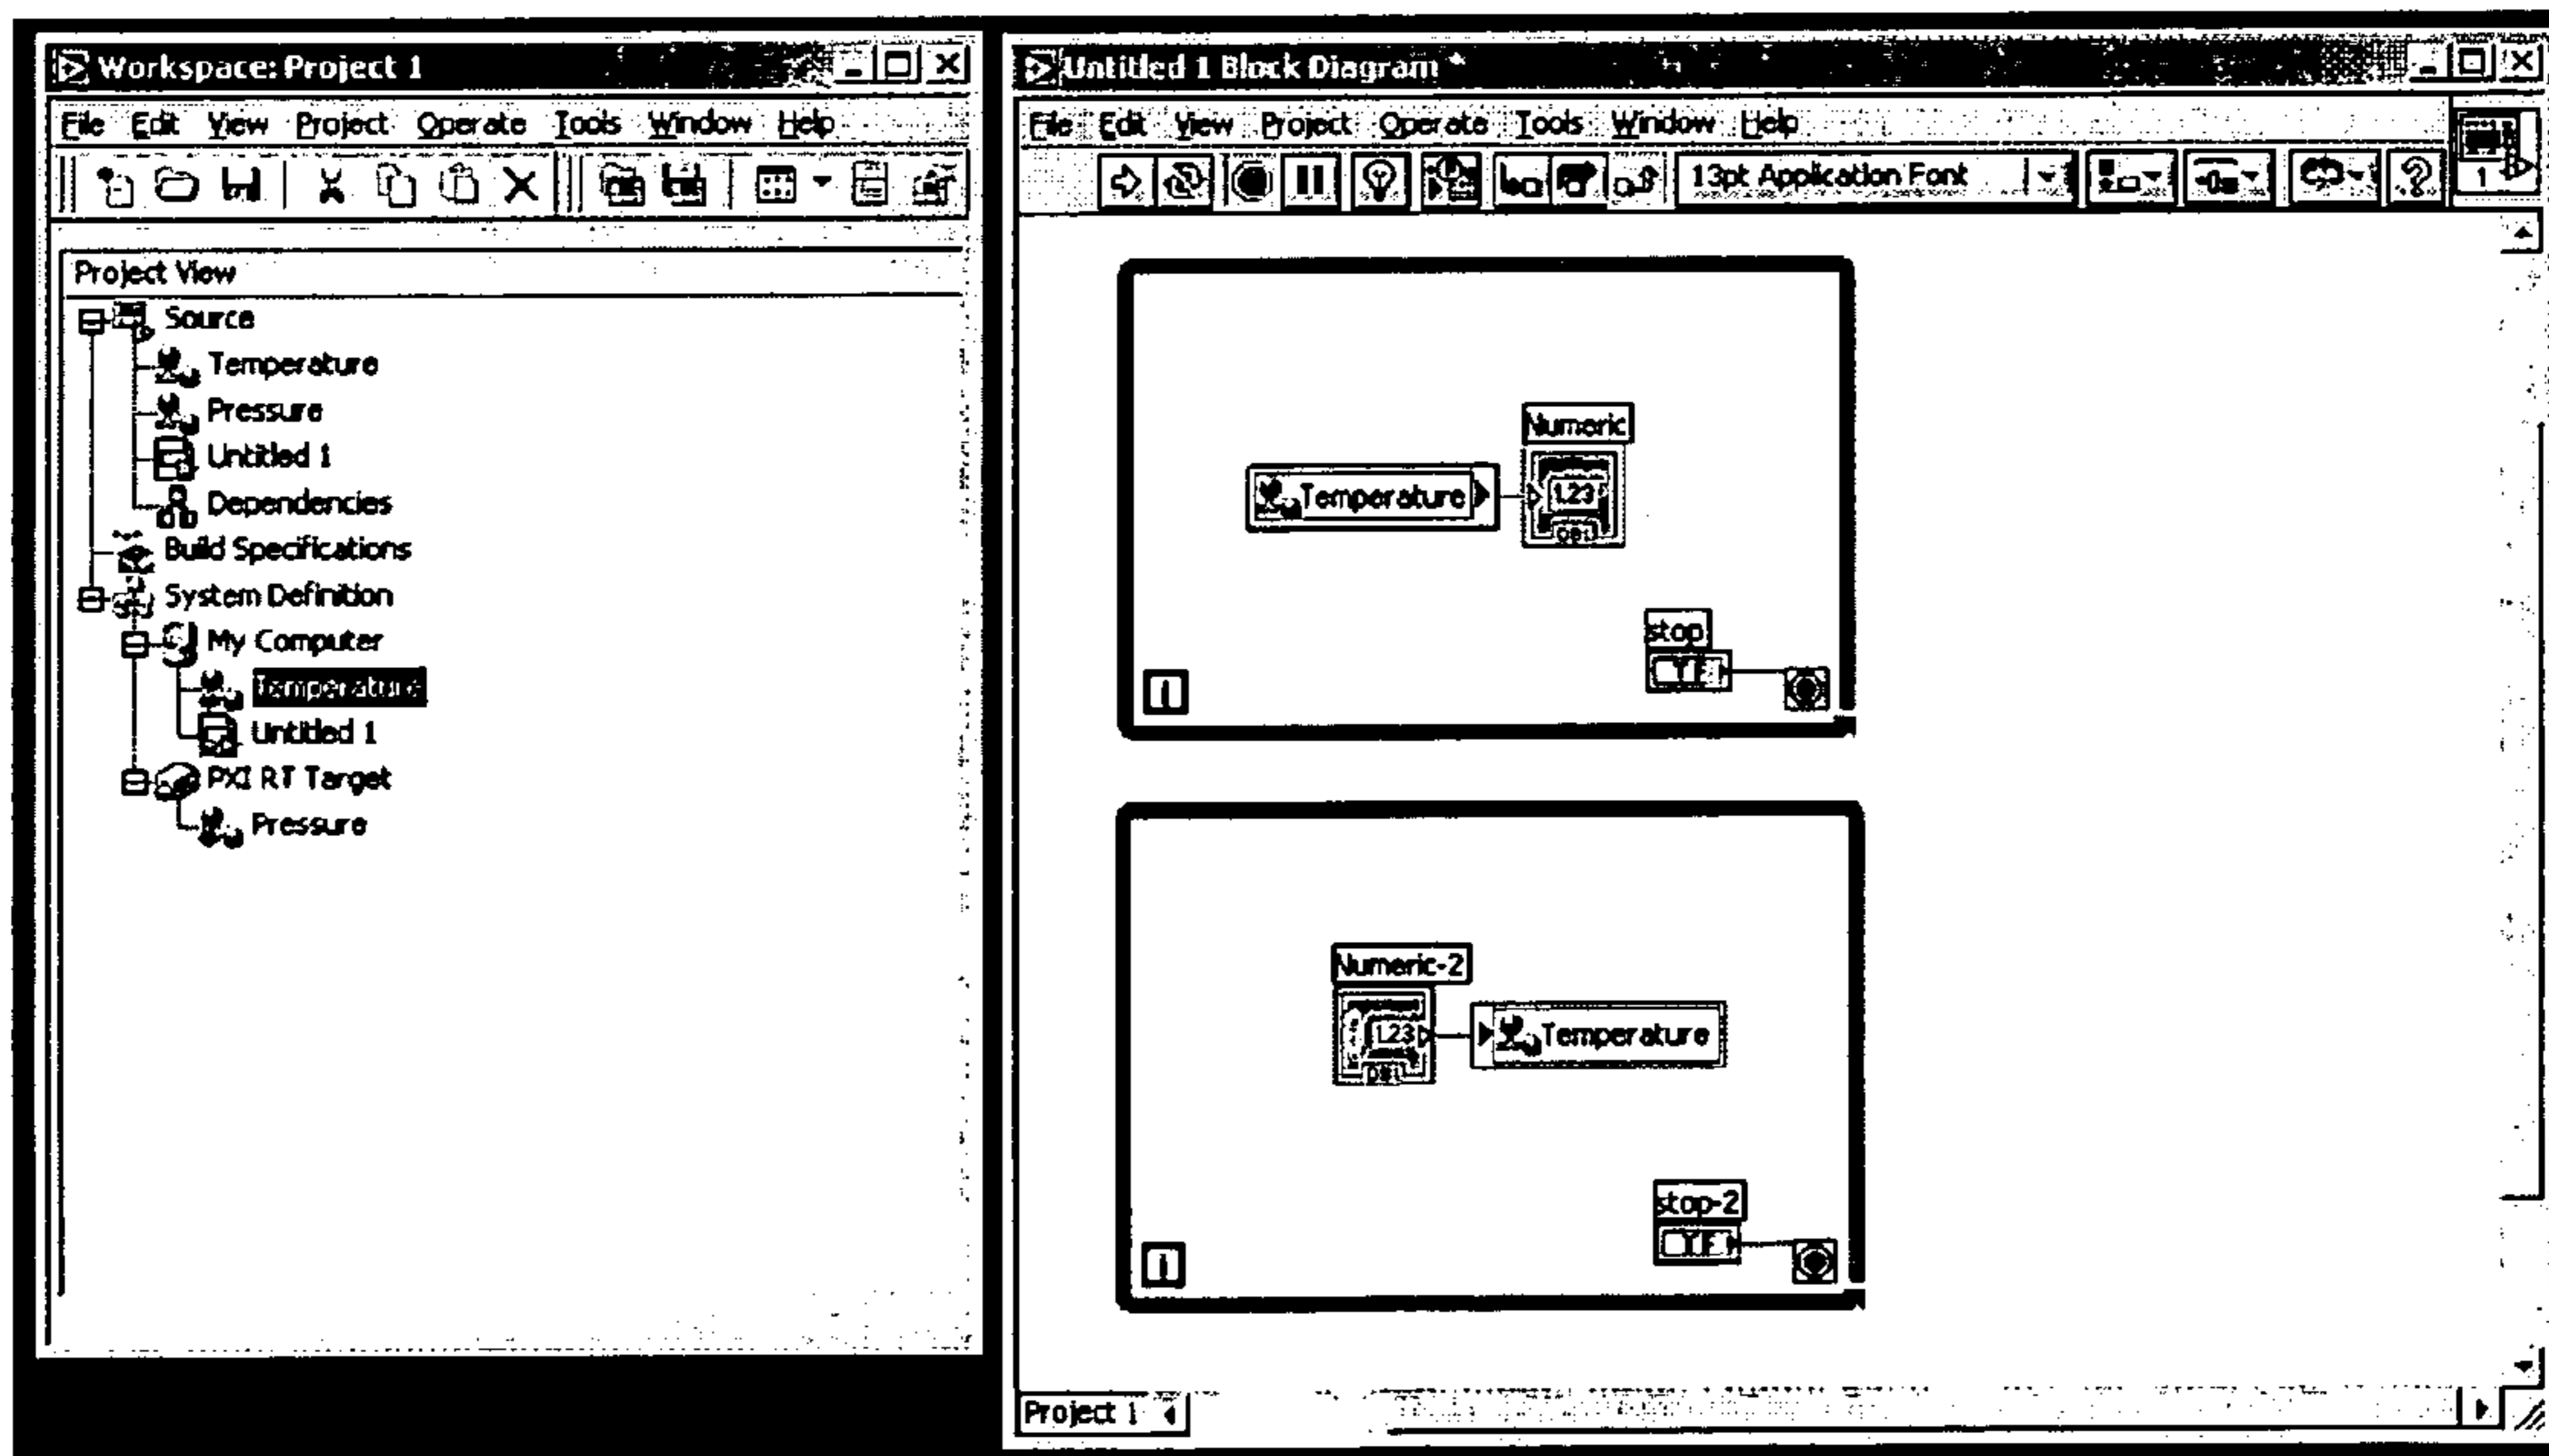 Workspace: Project 1
File Edit View Project Operate Tools Window Help
Project View
Source
Temperature
Pressure
Untitled 1
Dependencies
Build Specifications
System Definition
My Computer
Temperature
Untitled 1
PXI RT Target
Pressure
Untitled 1 Block Diagram *
File Edit View Project Operate Tools Window Help
13pt Application Font
1
Numeric
Temperature
1.23
stop
TF
i
Numeric-2
1.23
Temperature
stop-2
TF
i
Project 1